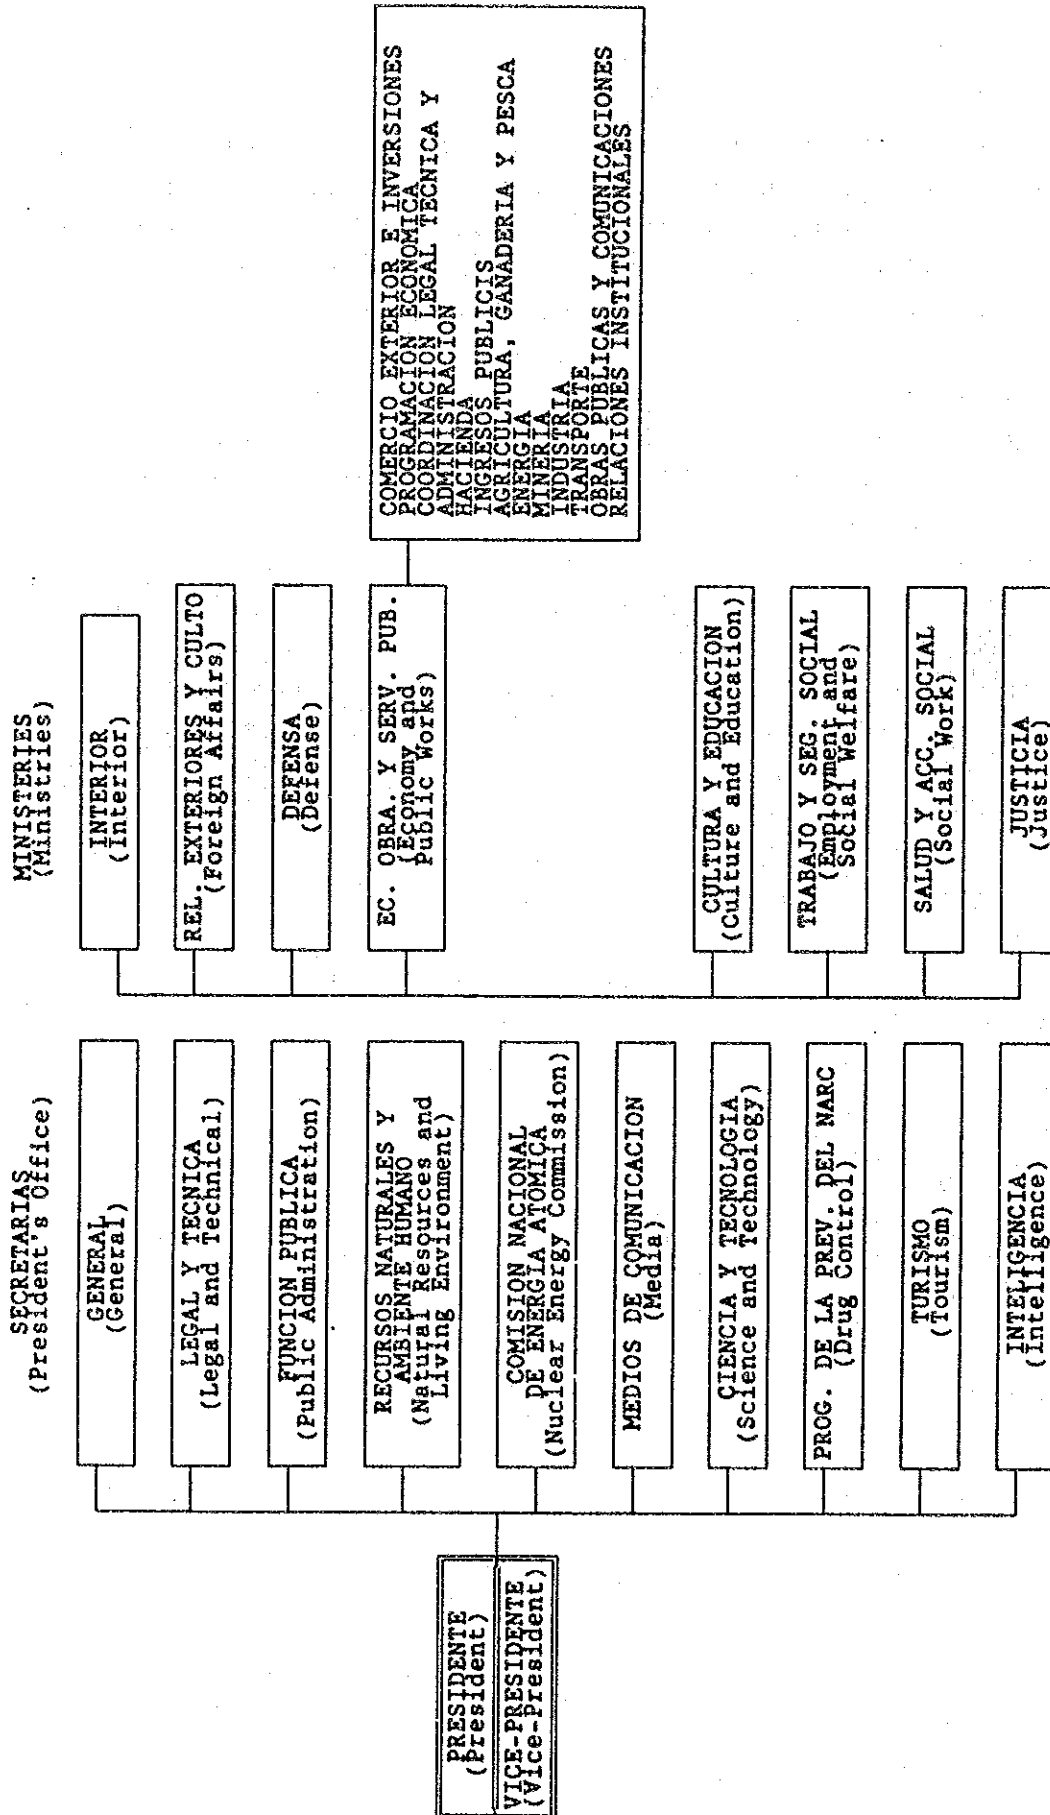 PRESIDENTE
(President)
VICE-PRESIDENTE
(Vice-President)
SECRETARIAS
(President's Office)
GENERAL
(General)
LEGAL Y TECNICA
(Legal and Technical)
FUNCION PUBLICA
(Public Administration)
RECURSOS NATURALES Y
AMBIENTE HUMANO
(Natural Resources and
Living Environment)
COMISION NACIONAL
DE ENERGIA ATOMICA
(Nuclear Energy Commission)
MEDIOS DE COMUNICACION
(Media)
CIENCIA Y TECNOLOGIA
(Science and Technology)
PROG. DE LA PREV. DEL NARC
(Drug Control)
TURISMO
(Tourism)
INTELIGENCIA
(Intelligence)
MINISTERIES
(Ministries)
INTERIOR
(Interior)
REL. EXTERIORES Y CULTO
(Foreign Affairs)
DEFENSA
(Defense)
EC. OBRA. Y SERV. PUB.
(Economy and
Public Works)
CULTURA Y EDUCACION
(Culture and Education)
TRABAJO Y SEG. SOCIAL
(Employment and
Social Welfare)
SALUD Y ACC. SOCIAL
(Social Work)
JUSTICIA
(Justice)
COMERCIO EXTERIOR E INVERSIONES
PROGRAMACION ECONOMICA
COORDINACION LEGAL TECNICA Y
ADMINISTRACION
HACIENDA
INGRESOS PUBLICIS
AGRICULTURA, GANADERIA Y PESCA
ENERGIA
MINERIA
INDUSTRIA
TRANSPORTE
OBRAS PUBLICAS Y COMUNICACIONES
RELACIONES INSTITUCIONALES